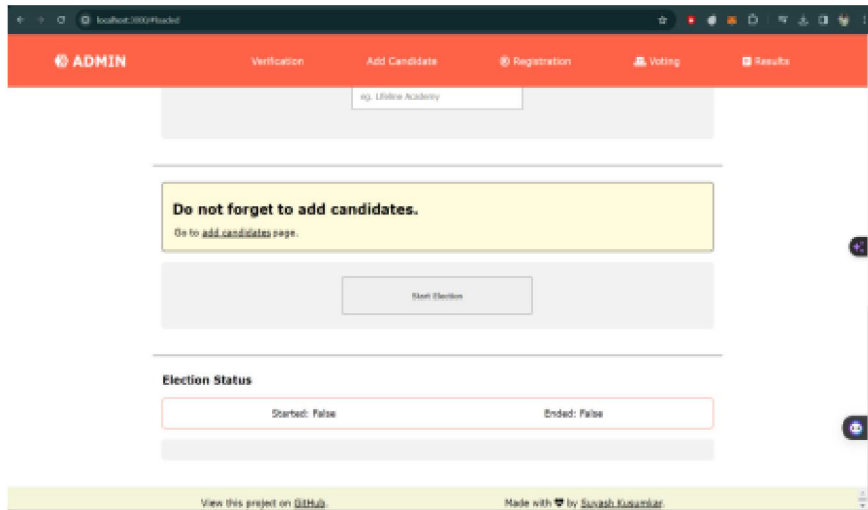 localhost:3000/#loaded
ADMIN
Verification
Add Candidate
Registration
Voting
Results
eg. Lifeline Academy
Do not forget to add candidates.
Go to add candidates page.
Start Election
Election Status
Started: False
Ended: False
View this project on GitHub.
Made with by Suvash Kusumkar.